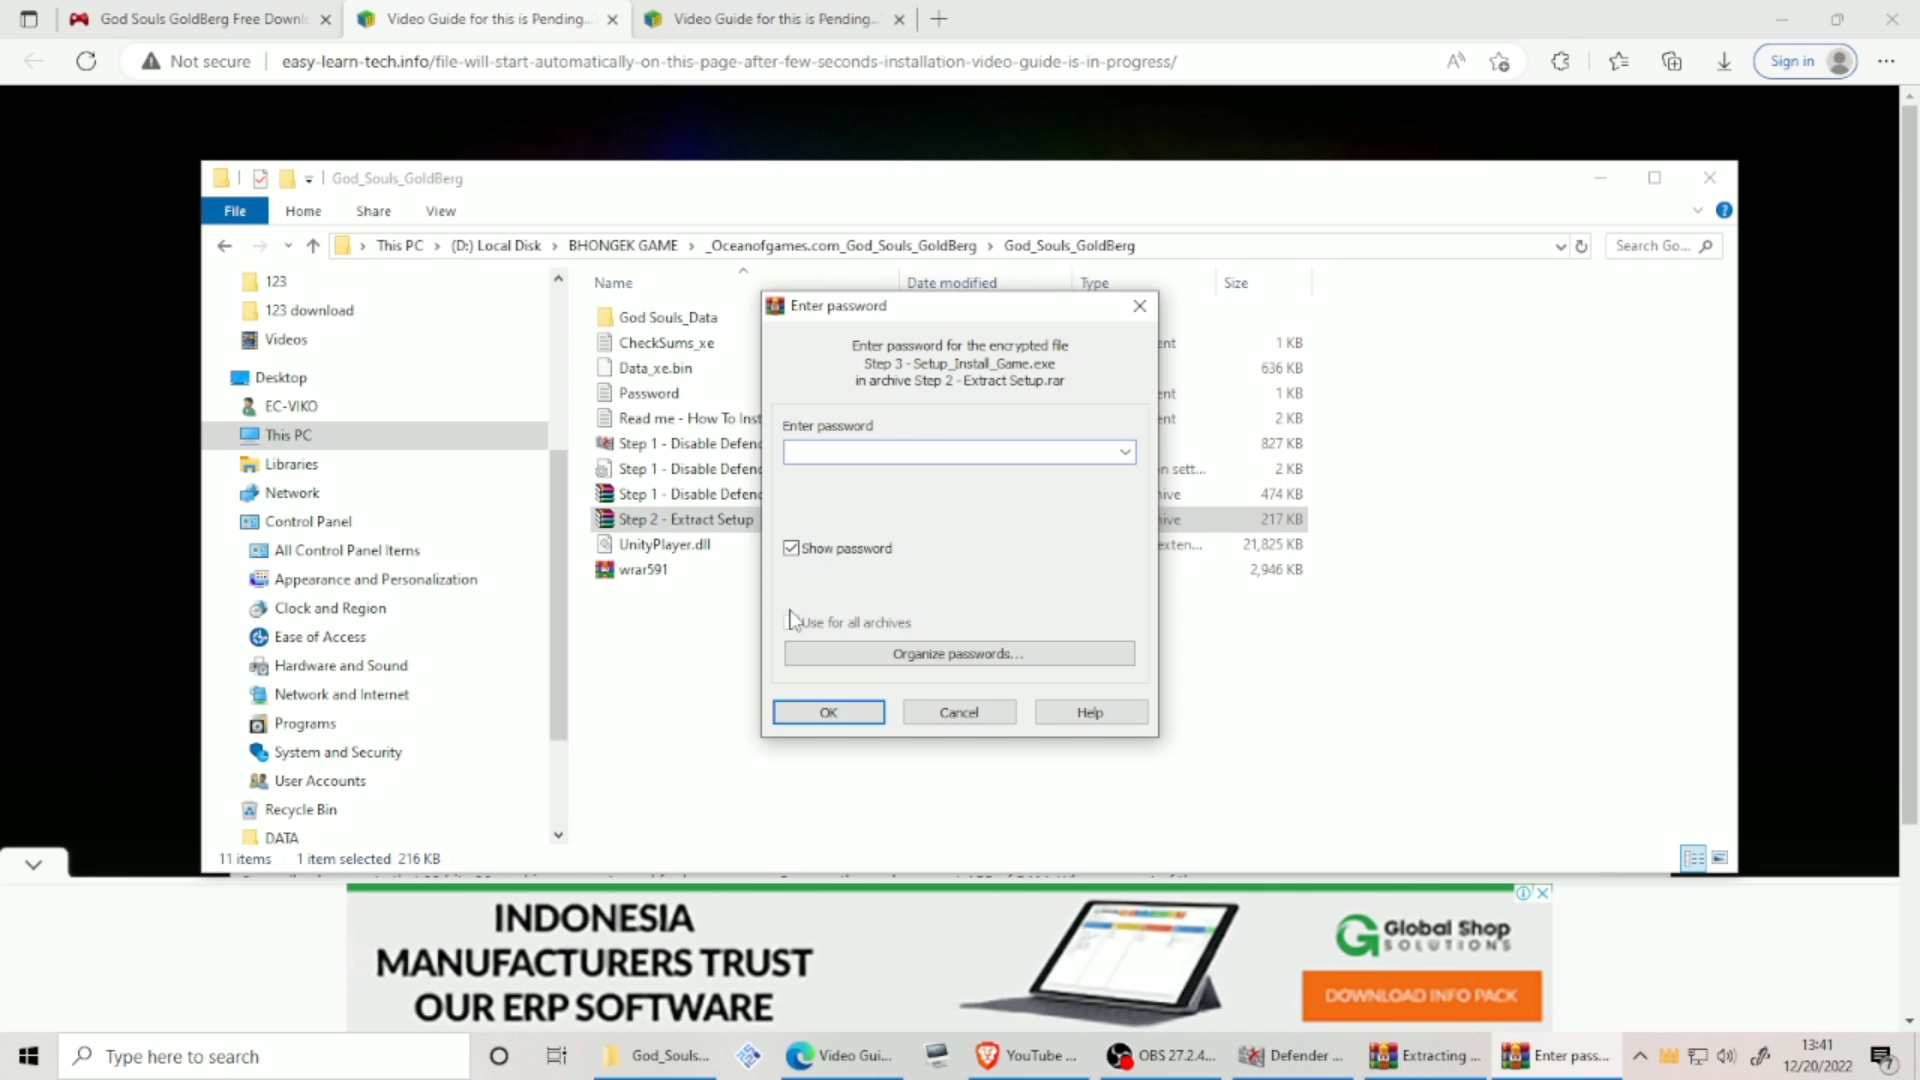 God Souls GoldBerg Free Downl
Video Guide for this is Pending...
Video Guide for this is Pending...
Not secure
easy-learn-tech.info/file-will-start-automatically-on-this-page-after-few-seconds-installation-video-guide-is-in-progress/
Sign in
God_Souls_GoldBerg
File
Home
Share
View
This PC
(D:) Local Disk
BHONGEK GAME
_Oceanofgames.com_God_Souls_GoldBerg
God_Souls_GoldBerg
Search Go...
123
123 download
Videos
Desktop
EC-VIKO
This PC
Libraries
Network
Control Panel
All Control Panel Items
Appearance and Personalization
Clock and Region
Ease of Access
Hardware and Sound
Network and Internet
Programs
System and Security
User Accounts
Recycle Bin
DATA
Name
Date modified
Type
Size
God Souls_Data
CheckSums_xe
ent
1 KB
Data_xe.bin
636 KB
Password
ent
1 KB
Read me - How To Inst
ent
2 KB
Step 1 - Disable Defend
827 KB
Step 1 - Disable Defend
n sett...
2 KB
Step 1 - Disable Defend
ive
474 KB
Step 2 - Extract Setup
ive
217 KB
UnityPlayer.dll
exten...
21,825 KB
wrar591
2,946 KB
Enter password
Enter password for the encrypted file
Step 3 - Setup_Install_Game.exe
in archive Step 2 - Extract Setup.rar
Enter password
Show password
Use for all archives
Organize passwords...
OK
Cancel
Help
11 items
1 item selected 216 KB
INDONESIA
MANUFACTURERS TRUST
OUR ERP SOFTWARE
Global Shop
SOLUTIONS
DOWNLOAD INFO PACK
Type here to search
God_Souls...
Video Gui...
YouTube ...
OBS 27.2.4...
Defender ...
Extracting ...
Enter pass...
13:41
12/20/2022
7